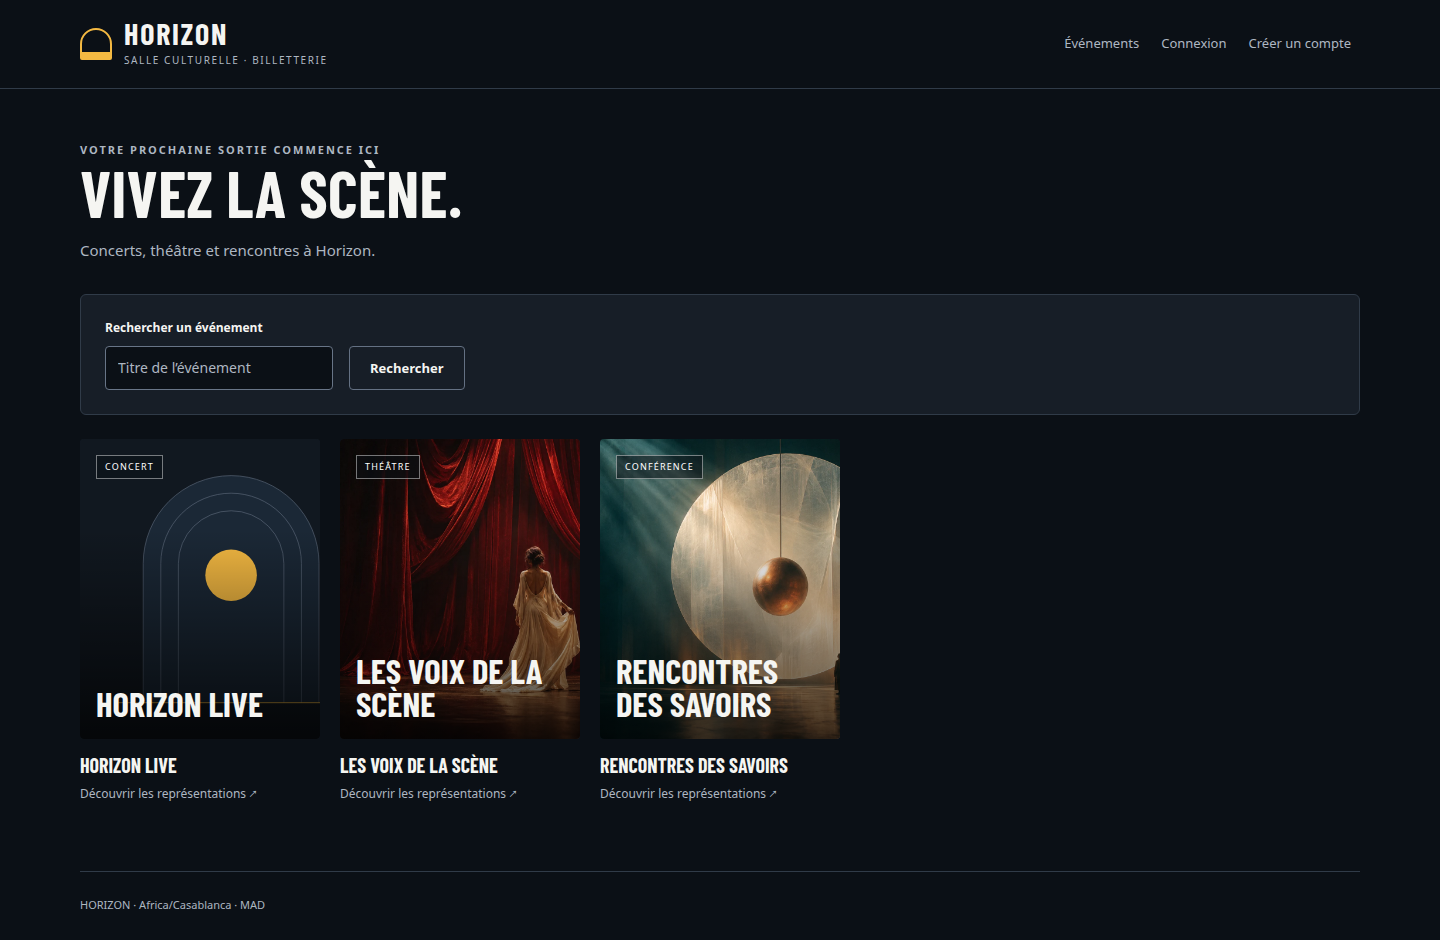 HORIZON
SALLE CULTURELLE · BILLETTERIE
Événements
Connexion
Créer un compte
VOTRE PROCHAINE SORTIE COMMENCE ICI
VIVEZ LA SCÈNE.
Concerts, théâtre et rencontres à Horizon.
Rechercher un événement
Titre de l’événement
Rechercher
CONCERT
HORIZON LIVE
HORIZON LIVE
Découvrir les représentations ↗
THÉÂTRE
LES VOIX DE LA
SCÈNE
LES VOIX DE LA SCÈNE
Découvrir les représentations ↗
CONFÉRENCE
RENCONTRES
DES SAVOIRS
RENCONTRES DES SAVOIRS
Découvrir les représentations ↗
HORIZON · Africa/Casablanca · MAD